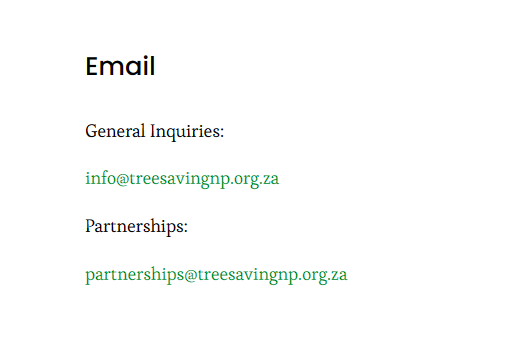 Email
General Inquiries:
info@treesavingnp.org.za
Partnerships:
partnerships@treesavingnp.org.za